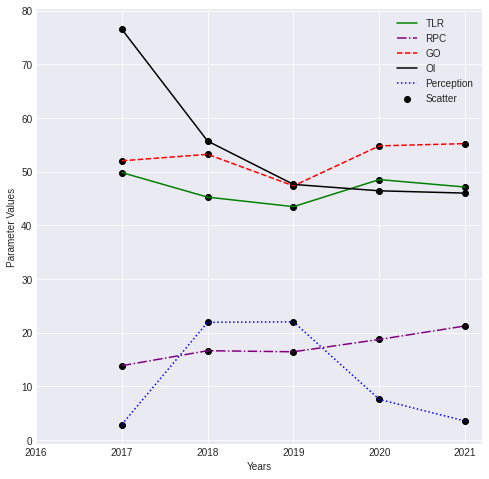 80
70
60
50
40
30
20
10
0
Parameter Values
2016 2017 2018 2019 2020 2021
Years
TLR
RPC
GO
OI
Perception
Scatter